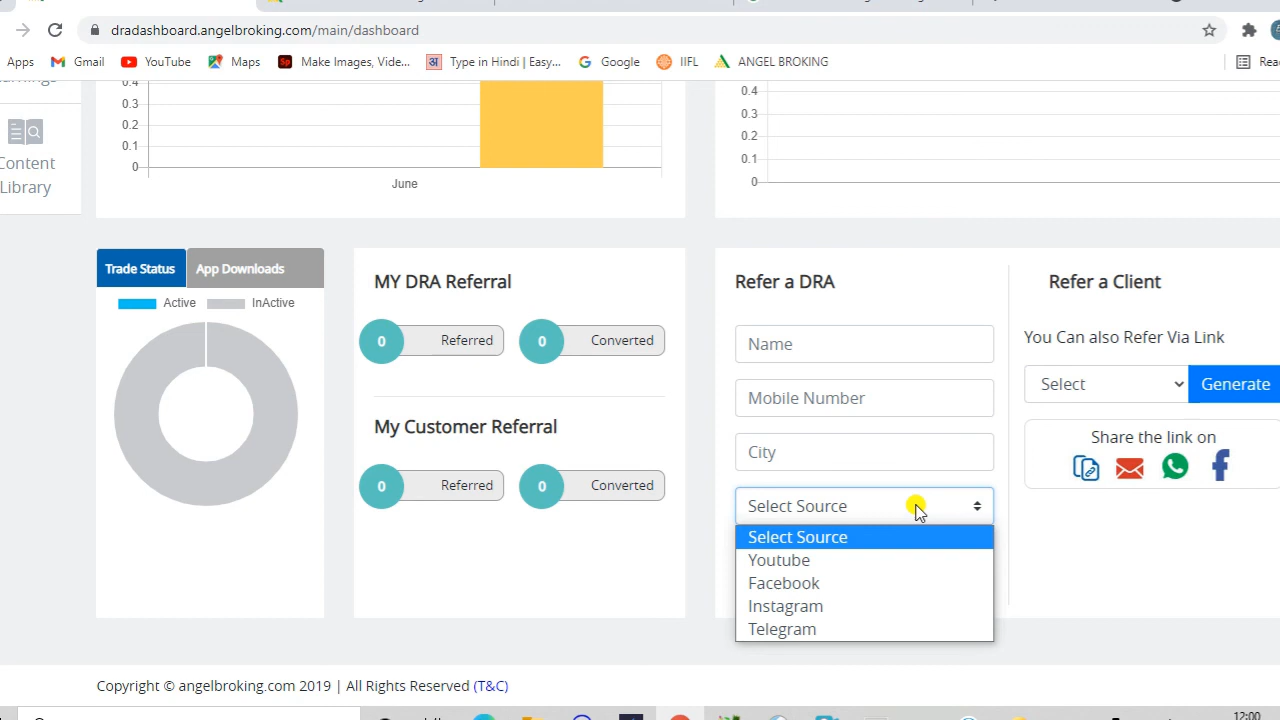 dradashboard.angelbroking.com/main/dashboard
Apps Gmail YouTube Maps Sp Make Images, Vide... अ Type in Hindi | Easy... Google IIFL ANGEL BROKING
Content
Library
0.4
0.3
0.2
0.1
0
June
0.4
0.3
0.2
0.1
0
Trade Status App Downloads
Active InActive
MY DRA Referral
0 Referred 0 Converted
My Customer Referral
0 Referred 0 Converted
Refer a DRA
Name
Mobile Number
City
Select Source
Select Source
Youtube
Facebook
Instagram
Telegram
Refer a Client
You Can also Refer Via Link
Select Generate
Share the link on
Copyright © angelbroking.com 2019 | All Rights Reserved (T&C)
12:00